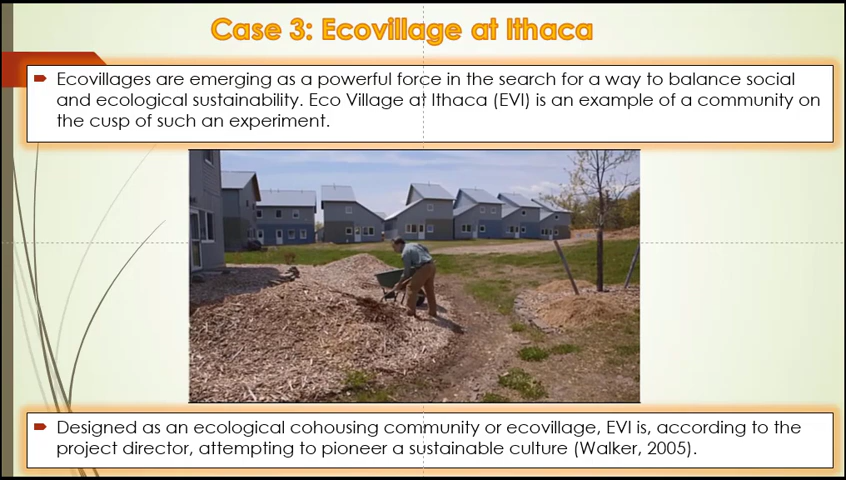 Case 3: Ecovillage at Ithaca
Ecovillages are emerging as a powerful force in the search for a way to balance social
and ecological sustainability. Eco Village at Ithaca (EVI) is an example of a community on
the cusp of such an experiment.
Designed as an ecological cohousing community or ecovillage, EVI is, according to the
project director, attempting to pioneer a sustainable culture (Walker, 2005).